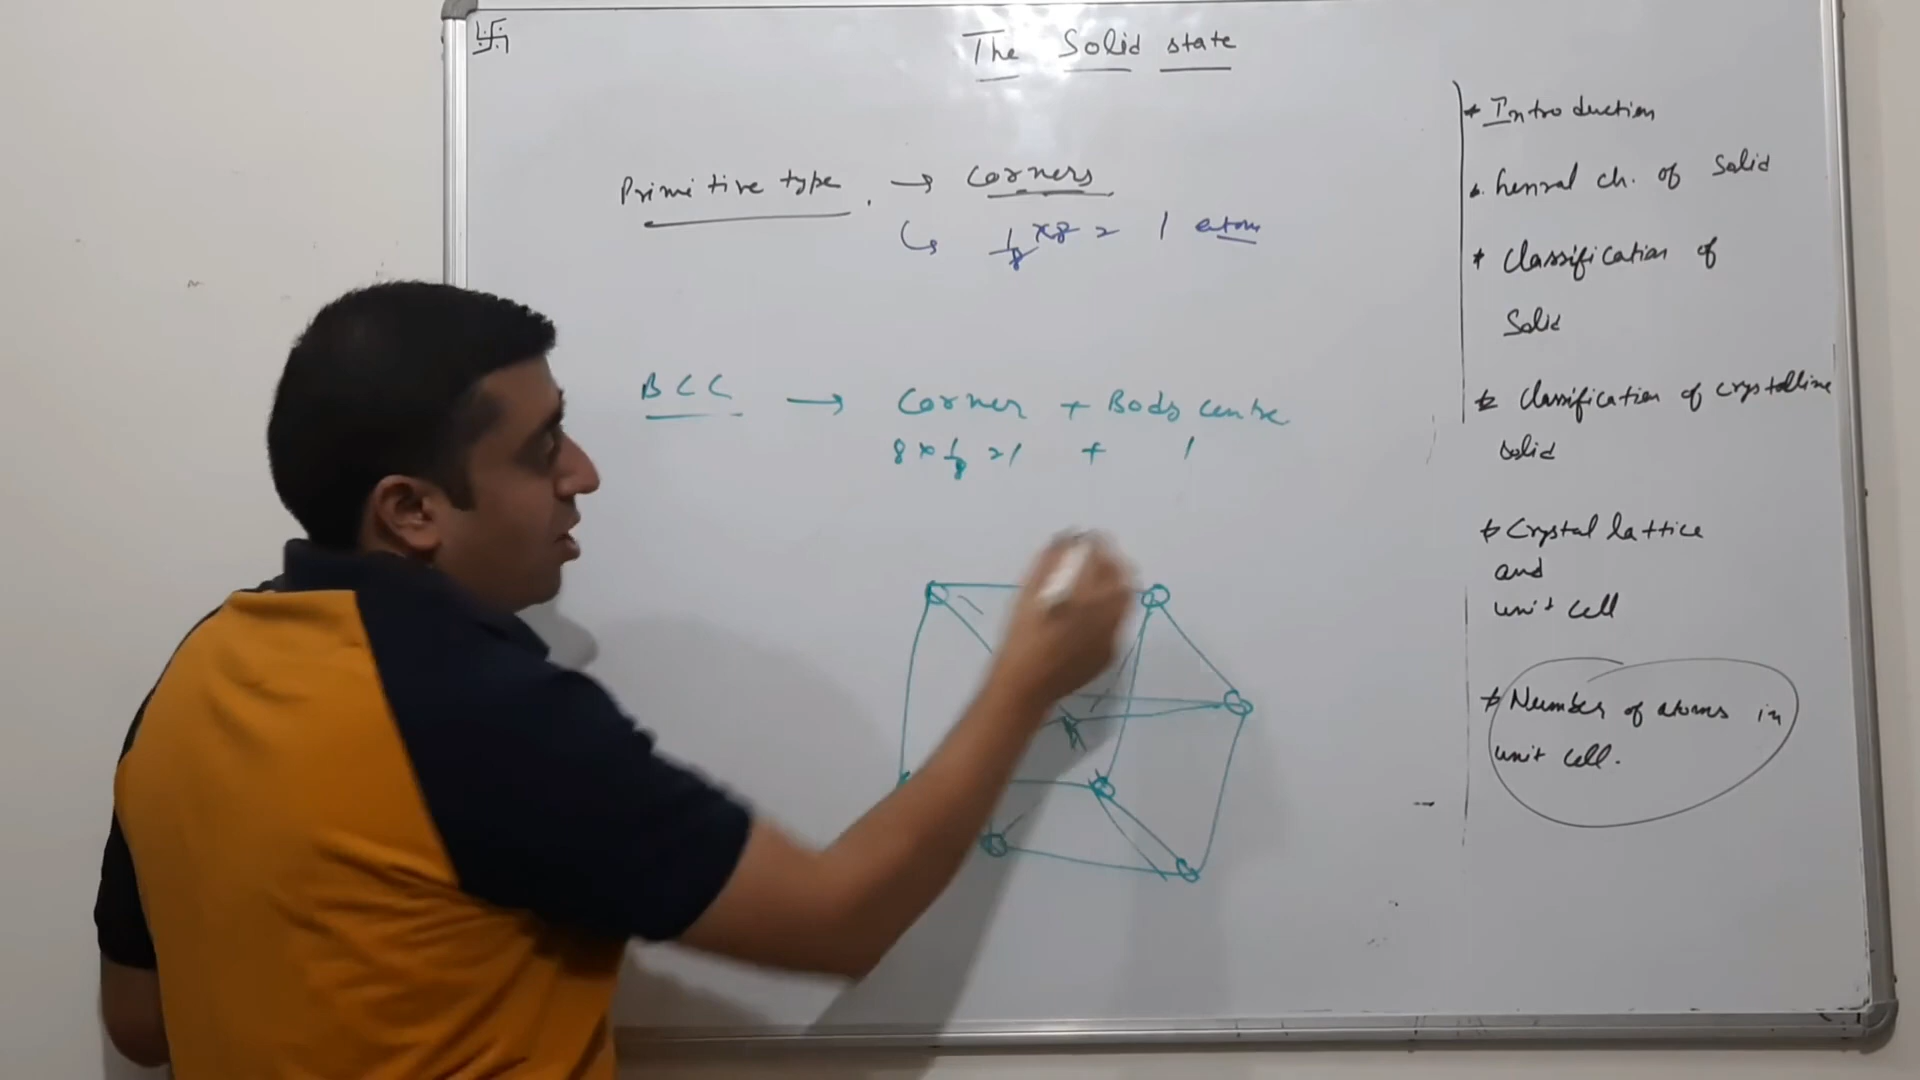 The Solid state
Primitive type . → Corners
↳ 1/8 x 8 = 1 atom
BCC → Corner + Body centre
8 x 1/8 = 1 + 1
* Introduction
* Genral ch. of Solid
* Classification of
Solid
* Classification of crystalline
solid
* Crystal lattice
and
unit cell
* Number of atoms in
unit cell.